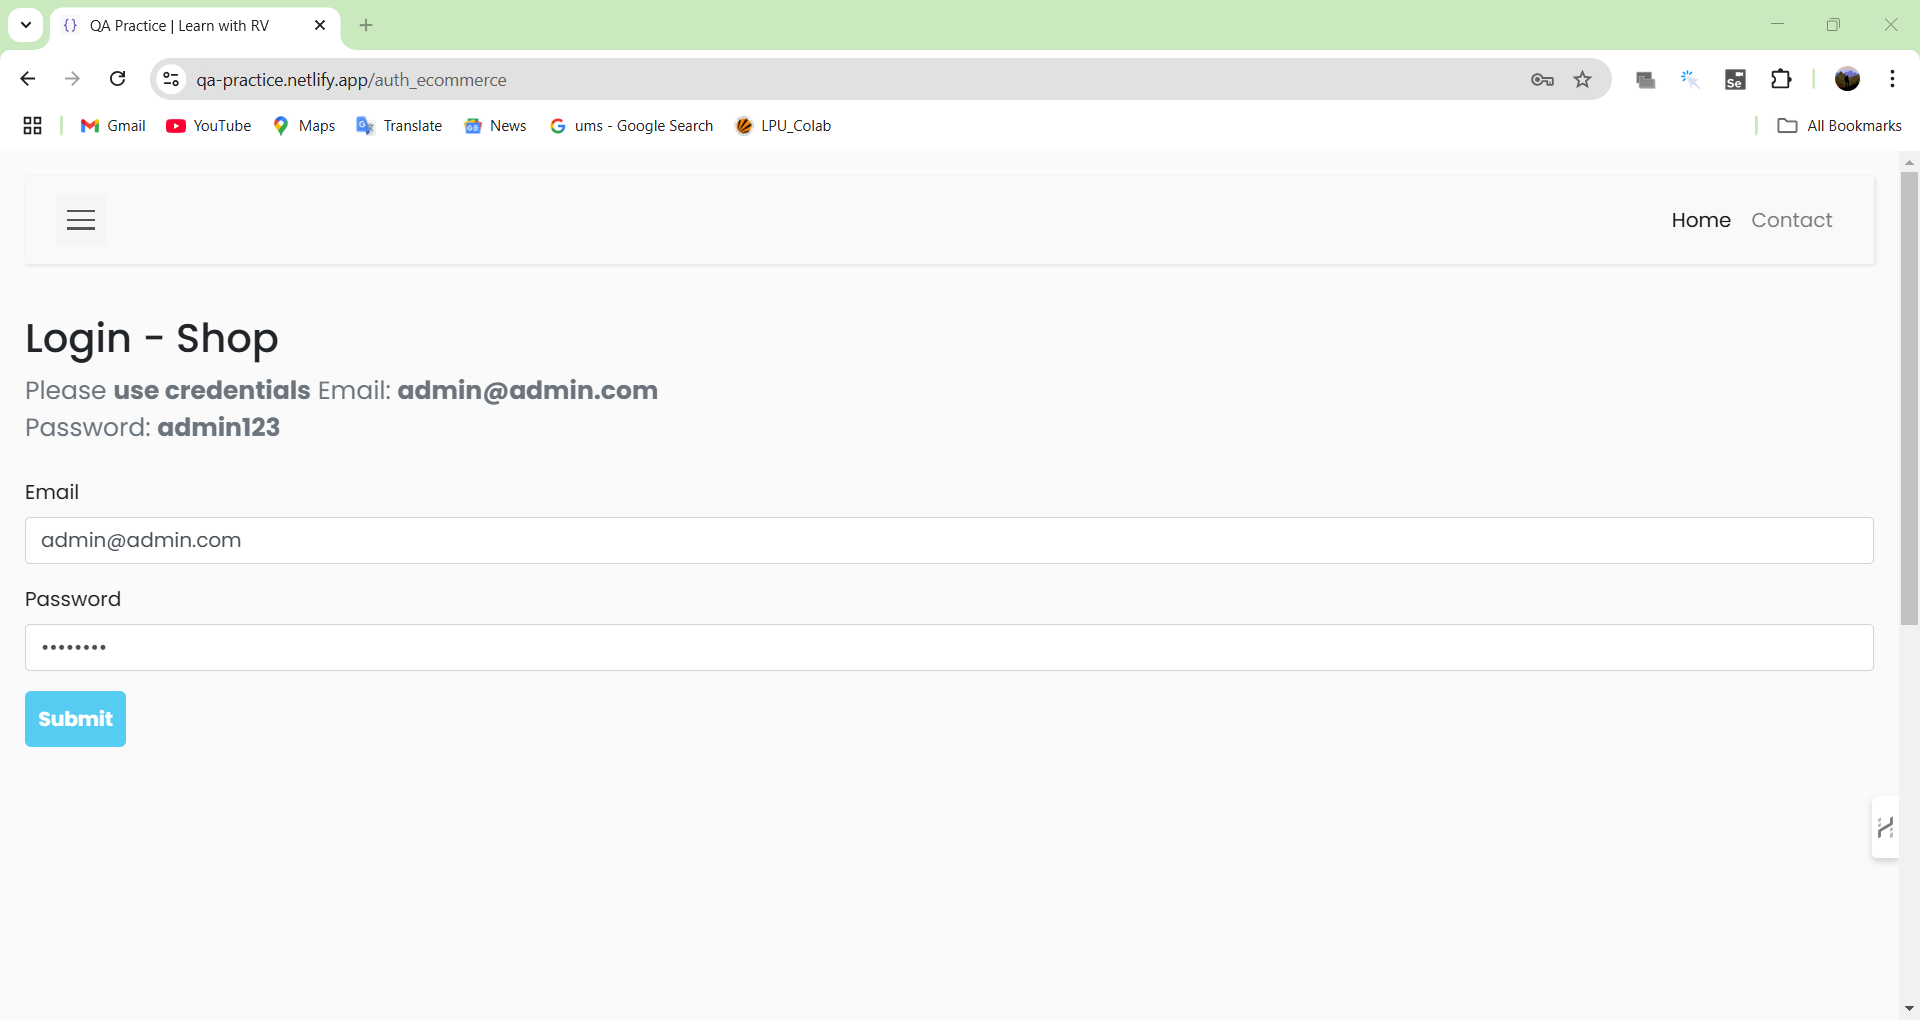 QA Practice | Learn with RV
qa-practice.netlify.app/auth_ecommerce
Se
Gmail YouTube Maps Translate News ums - Google Search LPU_Colab All Bookmarks
Home Contact
Login - Shop
Please use credentials Email: admin@admin.com
Password: admin123
Email
admin@admin.com
Password
••••••••
Submit